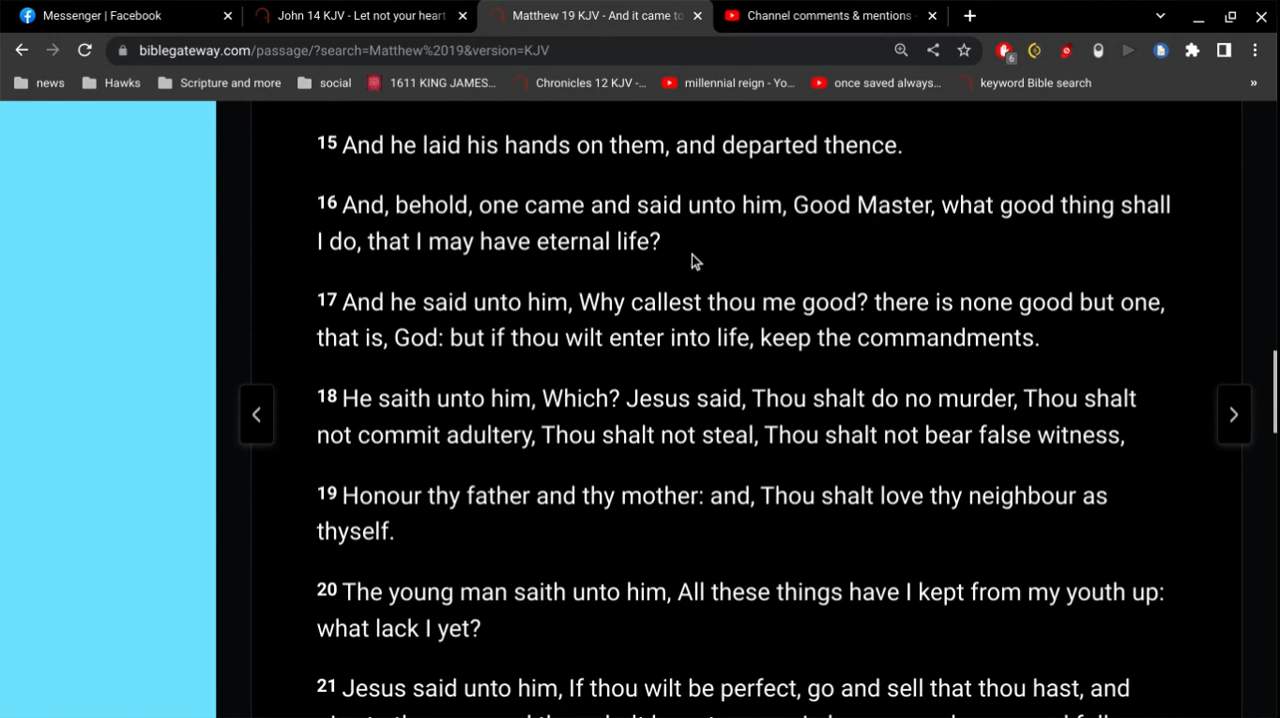 Messenger | Facebook
John 14 KJV - Let not your heart
Matthew 19 KJV - And it came to
Channel comments & mentions -
biblegateway.com/passage/?search=Matthew%2019&version=KJV
6
news
Hawks
Scripture and more
social
1611 KING JAMES...
Chronicles 12 KJV -...
millennial reign - Yo...
once saved always...
keyword Bible search
»
15 And he laid his hands on them, and departed thence.
16 And, behold, one came and said unto him, Good Master, what good thing shall
I do, that I may have eternal life?
17 And he said unto him, Why callest thou me good? there is none good but one,
that is, God: but if thou wilt enter into life, keep the commandments.
18 He saith unto him, Which? Jesus said, Thou shalt do no murder, Thou shalt
not commit adultery, Thou shalt not steal, Thou shalt not bear false witness,
19 Honour thy father and thy mother: and, Thou shalt love thy neighbour as
thyself.
20 The young man saith unto him, All these things have I kept from my youth up:
what lack I yet?
21 Jesus said unto him, If thou wilt be perfect, go and sell that thou hast, and